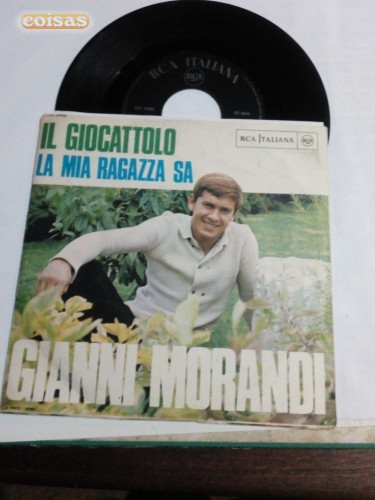 coisas
RCA ITALIANA
RCA
IL GIOCATTOLO
LA MIA RAGAZZA SA
RCA ITALIANA
GIANNI MORANDI